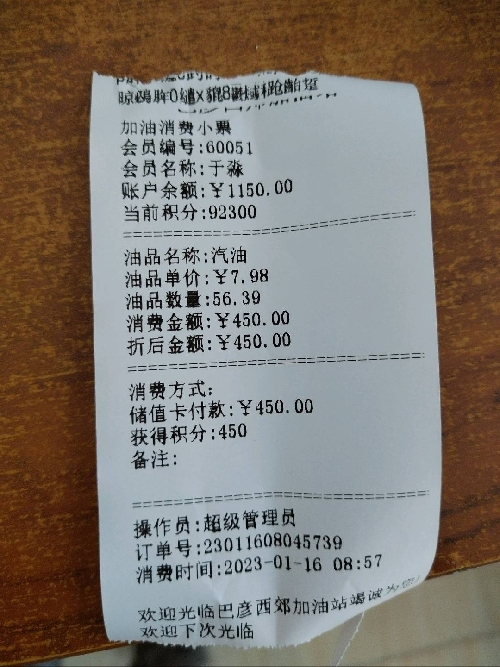 加油消费小票
会员编号:60051
会员名称:于淼
账户余额:￥1150.00
当前积分:92300
油品名称:汽油
油品单价:￥7.98
油品数量:56.39
消费金额:￥450.00
折后金额:￥450.00
消费方式:
储值卡付款:￥450.00
获得积分:450
备注:
操作员:超级管理员
订单号:23011608045739
消费时间:2023-01-16 08:57
欢迎光临巴彦西郊加油站竭诚为您
欢迎下次光临